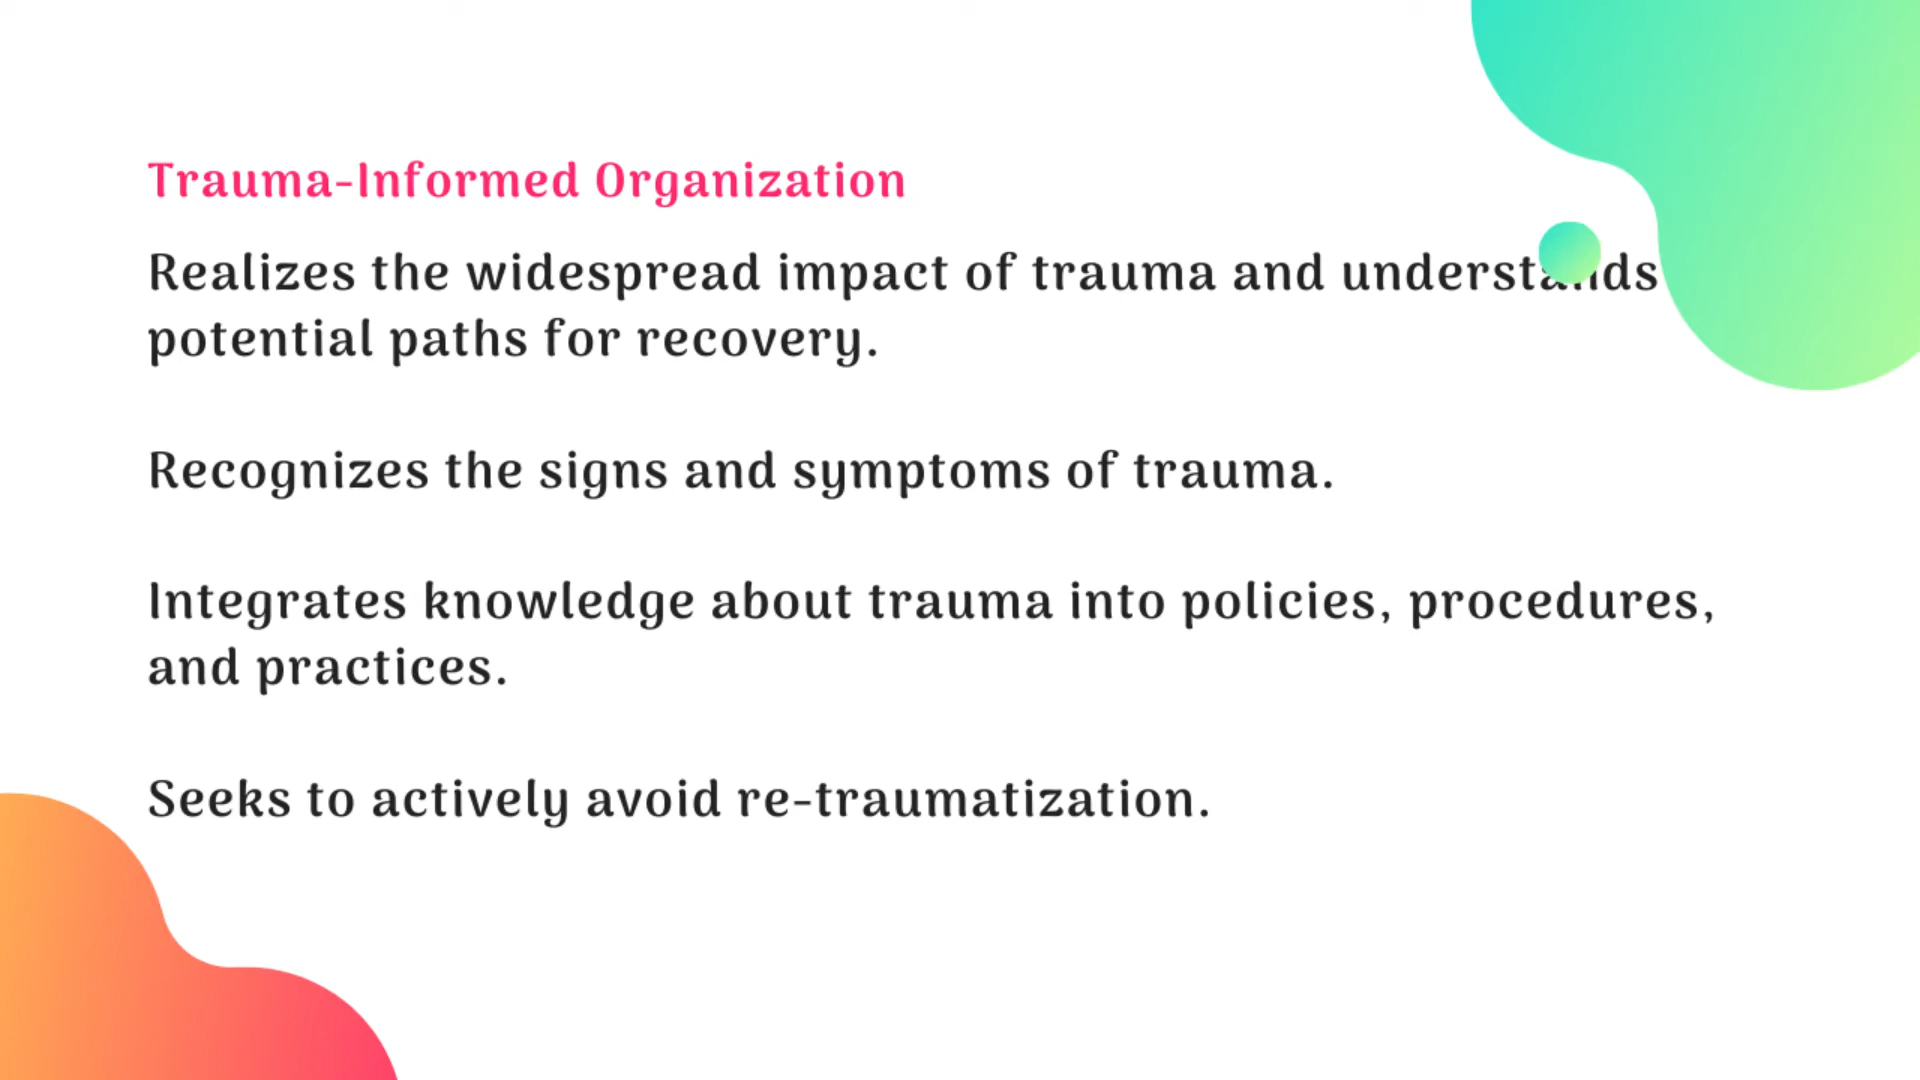 Trauma-Informed Organization
Realizes the widespread impact of trauma and understands
potential paths for recovery.
Recognizes the signs and symptoms of trauma.
Integrates knowledge about trauma into policies, procedures,
and practices.
Seeks to actively avoid re-traumatization.